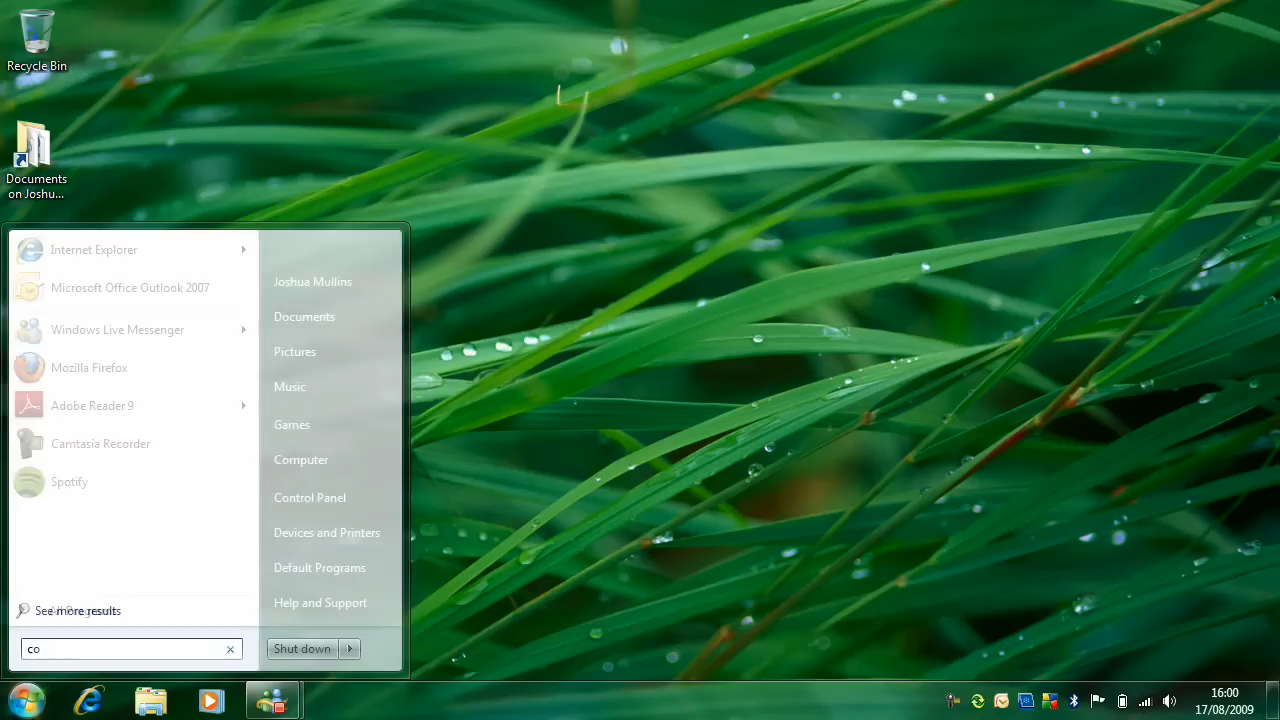 Recycle Bin
Documents
on Joshu...
Internet Explorer
Microsoft Office Outlook 2007
Windows Live Messenger
Mozilla Firefox
Adobe Reader 9
Camtasia Recorder
Spotify
See more results
co
Joshua Mullins
Documents
Pictures
Music
Games
Computer
Control Panel
Devices and Printers
Default Programs
Help and Support
Shut down
16:00
17/08/2009